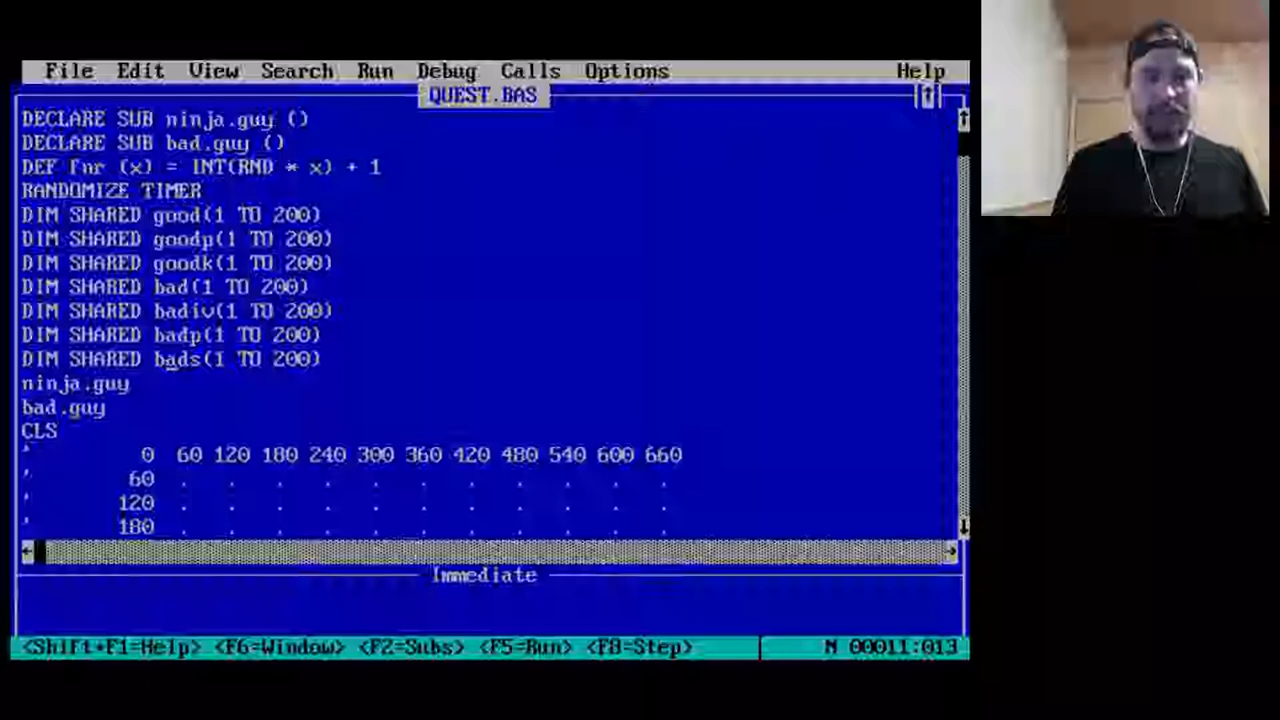 File Edit View Search Run Debug Calls Options Help
QUEST.BAS
DECLARE SUB ninja.guy ()
DECLARE SUB bad.guy ()
DEF fnr (x) = INT(RND * x) + 1
RANDOMIZE TIMER
DIM SHARED good(1 TO 200)
DIM SHARED goodp(1 TO 200)
DIM SHARED goodk(1 TO 200)
DIM SHARED bad(1 TO 200)
DIM SHARED badiv(1 TO 200)
DIM SHARED badp(1 TO 200)
DIM SHARED bads(1 TO 200)
ninja.guy
bad.guy
CLS
' 0 60 120 180 240 300 360 420 480 540 600 660
' 60 . . . . . . . . . . .
' 120 . . . . . . . . . . .
' 180 . . . . . . . . . . .
Immediate
<Shift+F1=Help> <F6=Window> <F2=Subs> <F5=Run> <F8=Step> N 00011:013